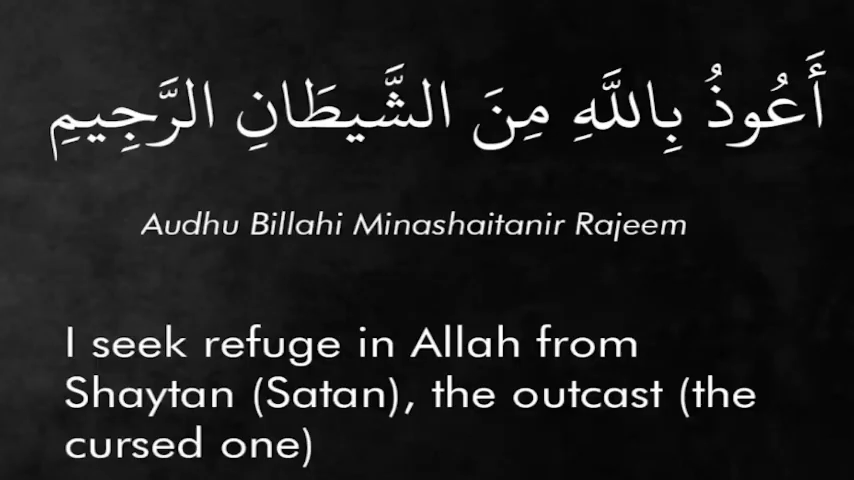 أَعُوذُ بِاللَّهِ مِنَ الشَّيطَانِ الرَّجِيمِ
Audhu Billahi Minashaitanir Rajeem
I seek refuge in Allah from
Shaytan (Satan), the outcast (the
cursed one)